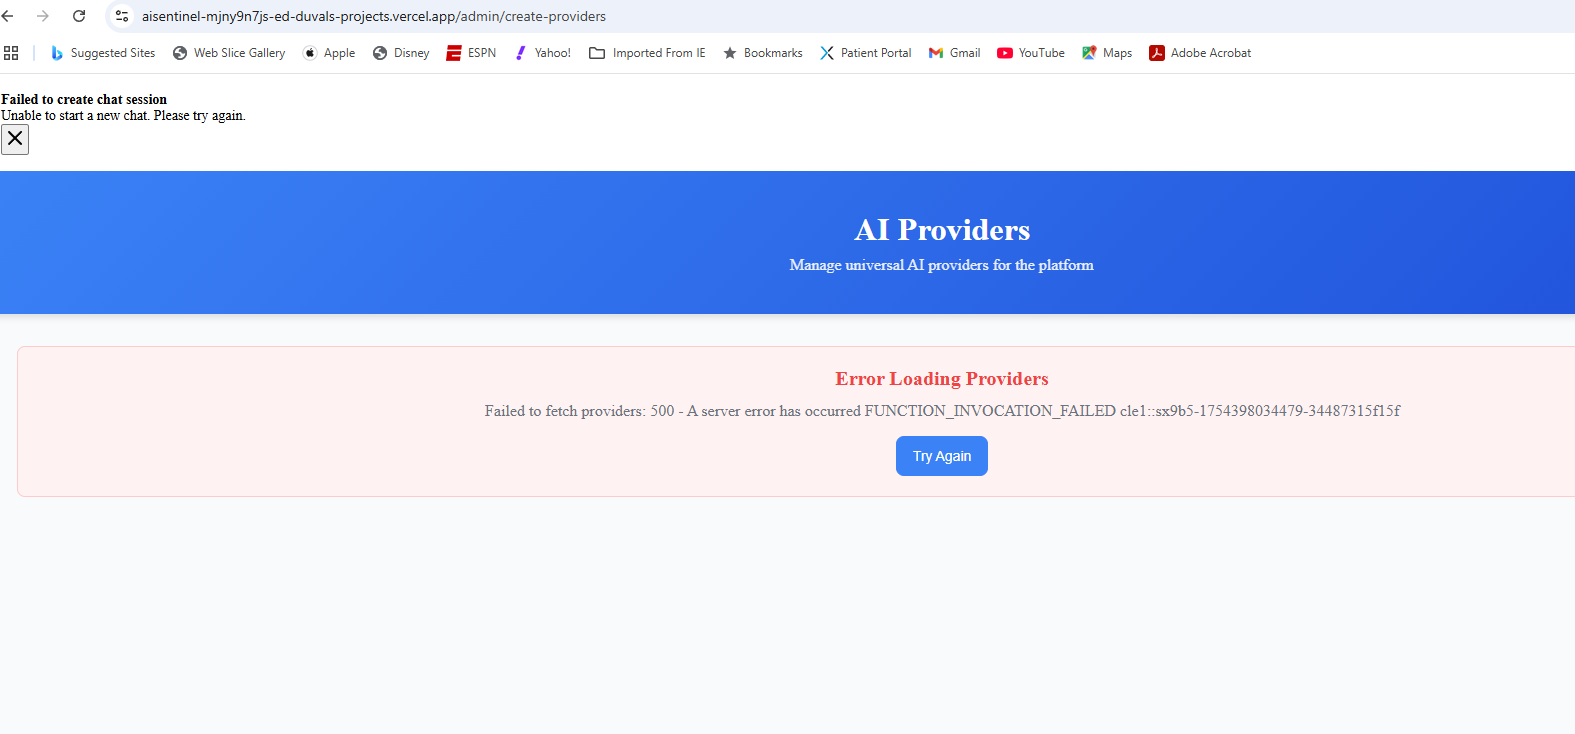 aisentinel-mjny9n7js-ed-duvals-projects.vercel.app/admin/create-providers
Suggested Sites Web Slice Gallery Apple Disney ESPN Yahoo! Imported From IE Bookmarks Patient Portal Gmail YouTube Maps Adobe Acrobat
Failed to create chat session
Unable to start a new chat. Please try again.
AI Providers
Manage universal AI providers for the platform
Error Loading Providers
Failed to fetch providers: 500 - A server error has occurred FUNCTION_INVOCATION_FAILED cle1::sx9b5-1754398034479-34487315f15f
Try Again